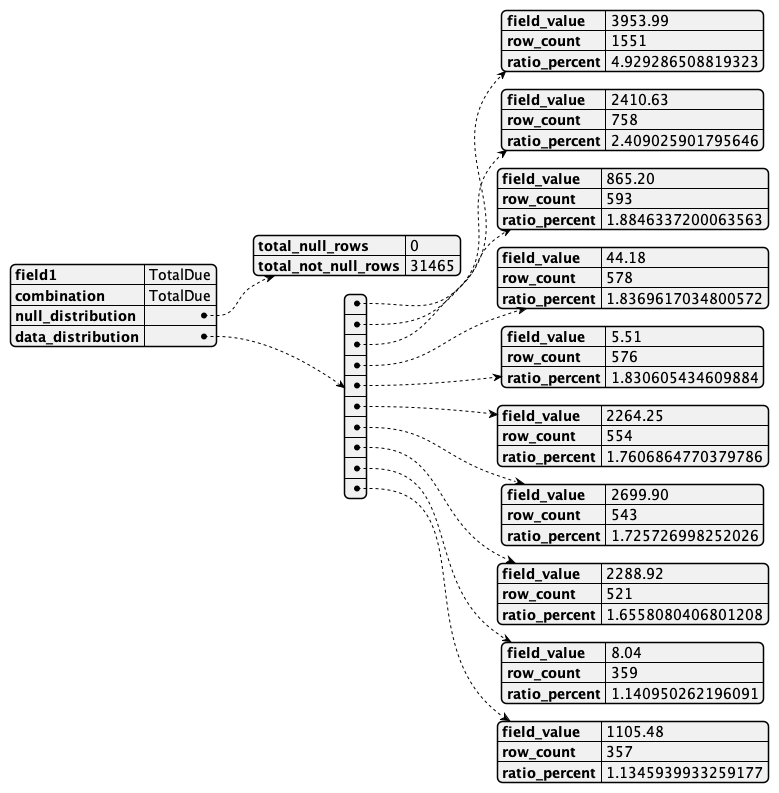 field1 TotalDue
combination TotalDue
null_distribution
data_distribution
total_null_rows 0
total_not_null_rows 31465
field_value 3953.99
row_count 1551
ratio_percent 4.929286508819323
field_value 2410.63
row_count 758
ratio_percent 2.409025901795646
field_value 865.20
row_count 593
ratio_percent 1.8846337200063563
field_value 44.18
row_count 578
ratio_percent 1.8369617034800572
field_value 5.51
row_count 576
ratio_percent 1.830605434609884
field_value 2264.25
row_count 554
ratio_percent 1.7606864770379786
field_value 2699.90
row_count 543
ratio_percent 1.725726998252026
field_value 2288.92
row_count 521
ratio_percent 1.6558080406801208
field_value 8.04
row_count 359
ratio_percent 1.140950262196091
field_value 1105.48
row_count 357
ratio_percent 1.1345939933259177